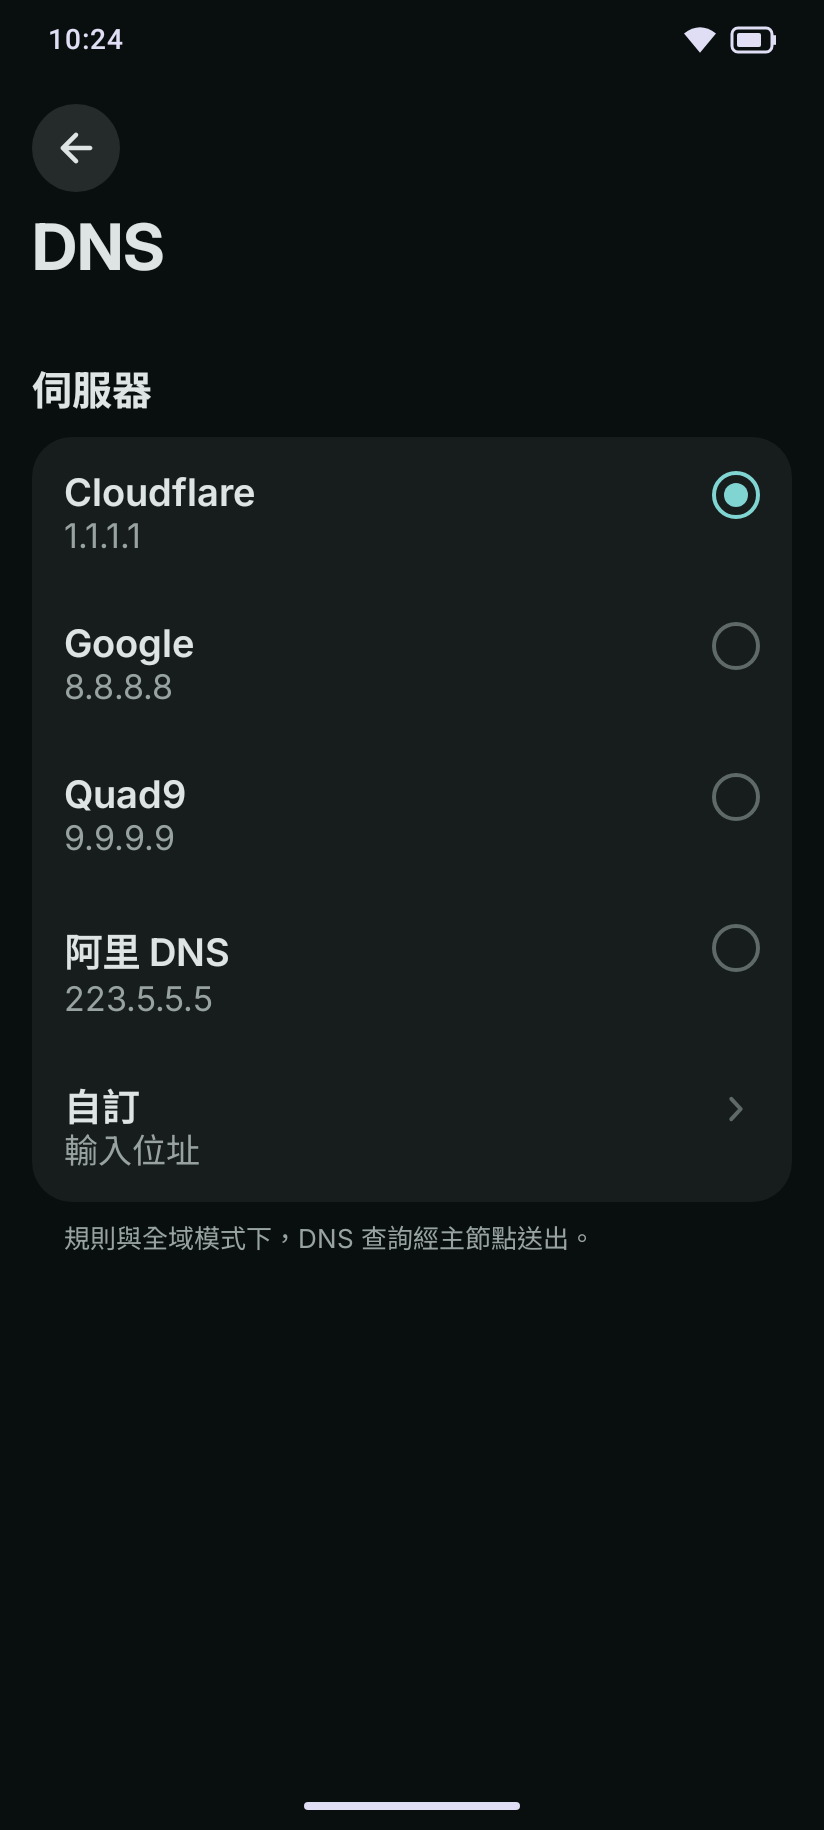 10:24
DNS
伺服器
Cloudflare
1.1.1.1
Google
8.8.8.8
Quad9
9.9.9.9
阿里 DNS
223.5.5.5
自訂
輸入位址
規則與全域模式下，DNS 查詢經主節點送出。